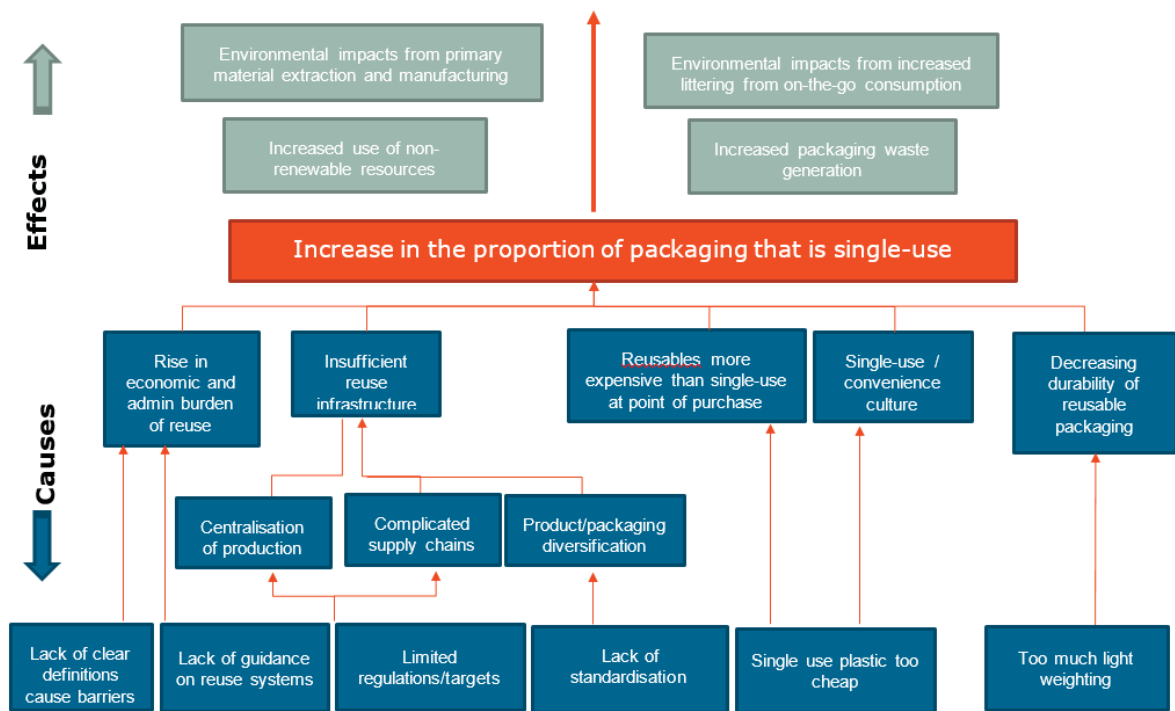 Effects
Causes
Environmental impacts from primary
material extraction and manufacturing
Environmental impacts from increased
littering from on-the-go consumption
Increased use of non-
renewable resources
Increased packaging waste
generation
Increase in the proportion of packaging that is single-use
Rise in
economic and
admin burden
of reuse
Insufficient
reuse
infrastructure
Reusables more
expensive than single-use
at point of purchase
Single-use /
convenience
culture
Decreasing
durability of
reusable
packaging
Centralisation
of production
Complicated
supply chains
Product/packaging
diversification
Lack of clear
definitions
cause barriers
Lack of guidance
on reuse systems
Limited
regulations/targets
Lack of
standardisation
Single use plastic too
cheap
Too much light
weighting